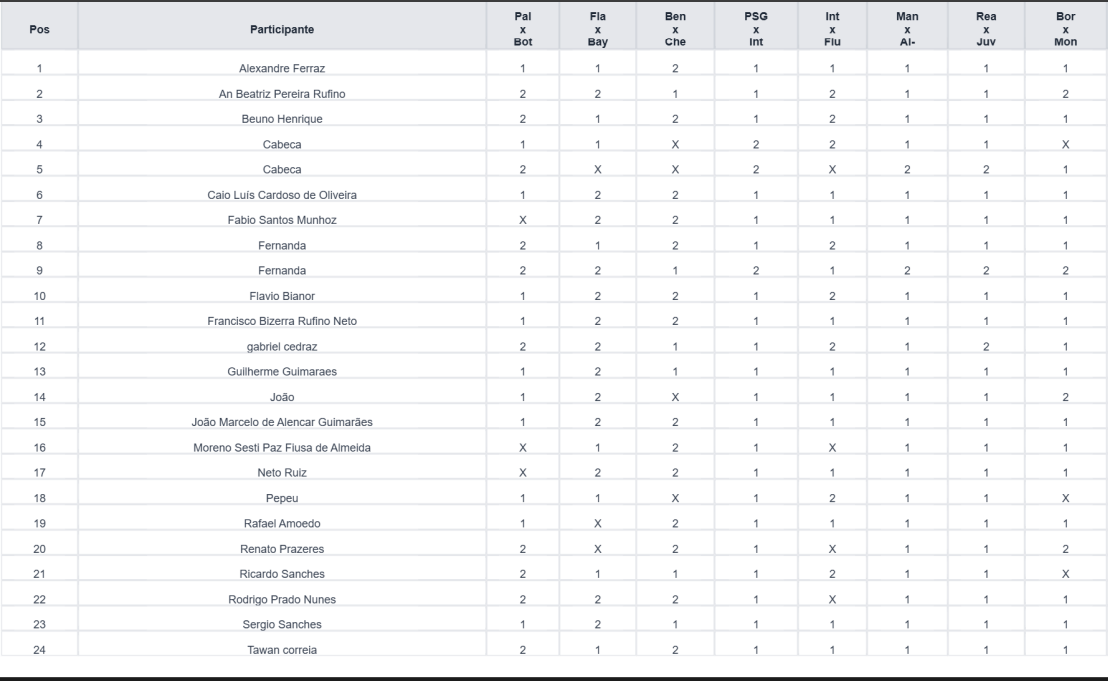 Pos Participante Pal x Bot Fla x Bay Ben x Che PSG x Int Int x Flu Man x Al- Rea x Juv Bor x Mon
1 Alexandre Ferraz 1 1 2 1 1 1 1 1
2 An Beatriz Pereira Rufino 2 2 1 1 2 1 1 2
3 Beuno Henrique 2 1 2 1 2 1 1 1
4 Cabeca 1 1 X 2 2 1 1 X
5 Cabeca 2 X X 2 X 2 2 1
6 Caio Luís Cardoso de Oliveira 1 2 2 1 1 1 1 1
7 Fabio Santos Munhoz X 2 2 1 1 1 1 1
8 Fernanda 2 1 2 1 2 1 1 1
9 Fernanda 2 2 1 2 1 2 2 2
10 Flavio Bianor 1 2 2 1 2 1 1 1
11 Francisco Bizerra Rufino Neto 1 2 2 1 1 1 1 1
12 gabriel cedraz 2 2 1 1 2 1 2 1
13 Guilherme Guimaraes 1 2 1 1 1 1 1 1
14 João 1 2 X 1 1 1 1 2
15 João Marcelo de Alencar Guimarães 1 2 2 1 1 1 1 1
16 Moreno Sesti Paz Fiusa de Almeida X 1 2 1 X 1 1 1
17 Neto Ruiz X 2 2 1 1 1 1 1
18 Pepeu 1 1 X 1 2 1 1 X
19 Rafael Amoedo 1 X 2 1 1 1 1 1
20 Renato Prazeres 2 X 2 1 X 1 1 2
21 Ricardo Sanches 2 1 1 1 2 1 1 X
22 Rodrigo Prado Nunes 2 2 2 1 X 1 1 1
23 Sergio Sanches 1 2 1 1 1 1 1 1
24 Tawan correia 2 1 2 1 1 1 1 1